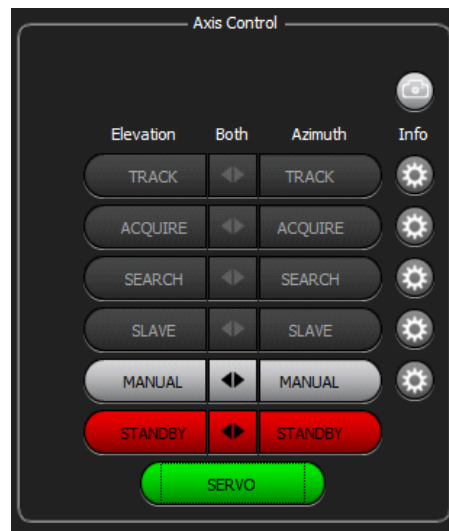 Axis Control
Elevation Both Azimuth Info
TRACK TRACK
ACQUIRE ACQUIRE
SEARCH SEARCH
SLAVE SLAVE
MANUAL MANUAL
STANDBY STANDBY
SERVO